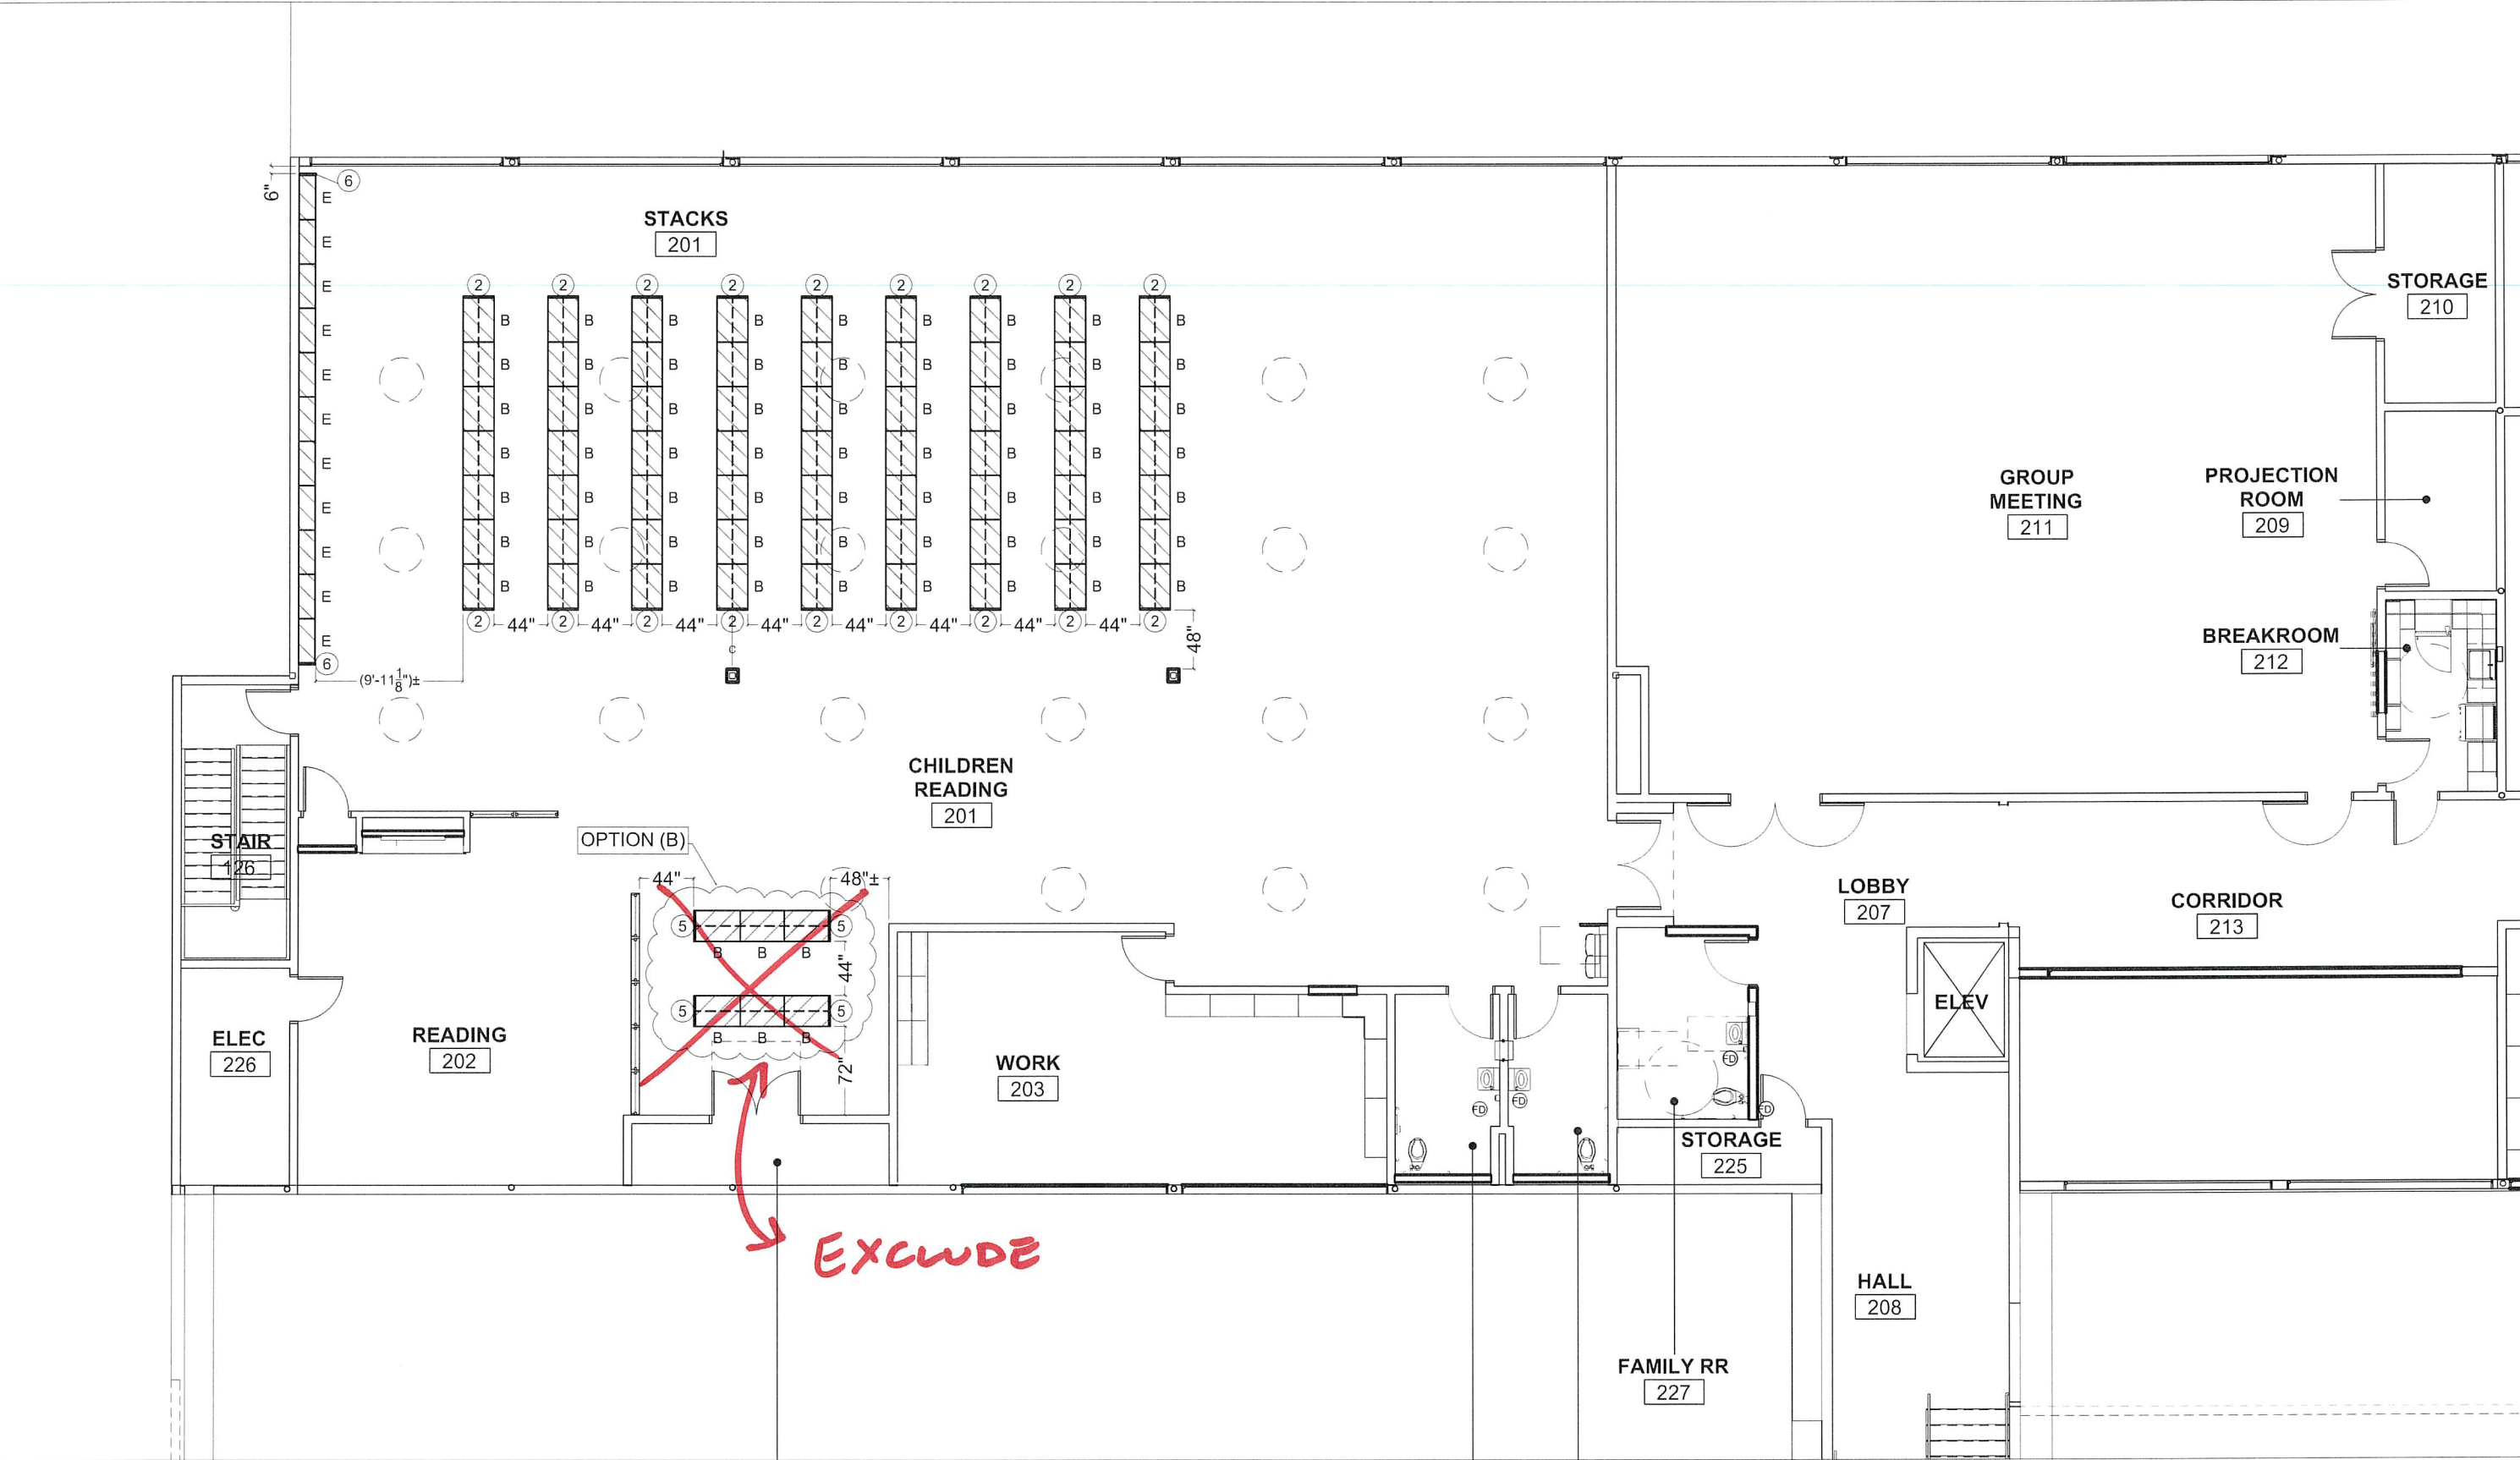 6"
6
E
STACKS
201
E
E
2 2 2 2 2 2 2 2 2
STORAGE
210
B B B B B B B B B
E
B B B B B B B B B
E
B B B B B B B B B
E
B B B B B B B B B
E
GROUP
MEETING
211
PROJECTION
ROOM
209
B B B B B B B B B
E
B B B B B B B B B
E
B B B B B B B B B
E
2 44" 2 44" 2 44" 2 44" 2 44" 2 44" 2 44" 2 44" 2
48"
E
C
6
(9'-11 1/8")±
BREAKROOM
212
CHILDREN
READING
201
STAIR
126
OPTION (B)
44" 48"±
5 5
B B B
44"
5 5
B B B
72"
LOBBY
207
CORRIDOR
213
ELEV
ELEC
226
READING
202
WORK
203
FD
FD FD FD
STORAGE
225
EXCLUDE
HALL
208
FAMILY RR
227